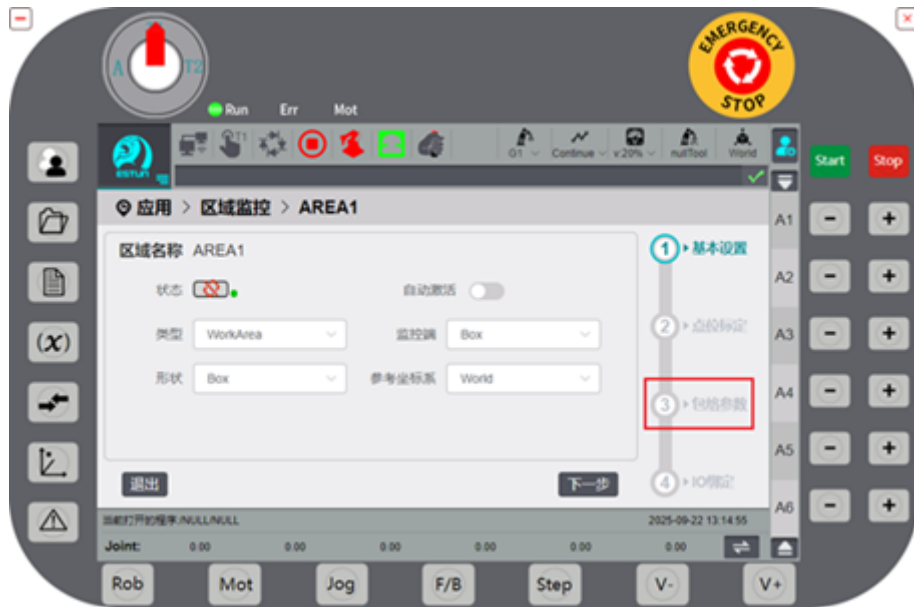 A
T2
EMERGENCY
STOP
Run Err Mot
ESTUN
T1
G1 Continue v:20% nullTool World
Start Stop
应用 > 区域监控 > AREA1
A1 - +
区域名称 AREA1
1 基本设置
状态 自动激活
A2 - +
类型 WorkArea 监控端 Box
2 点位标定
A3 - +
(x)
形状 Box 参考坐标系 World
3 包络参数
A4 - +
A5 - +
退出 下一步
4 IO绑定
A6 - +
当前打开的程序:/NULL/NULL 2025-09-22 13:14:55
Joint: 0.00 0.00 0.00 0.00 0.00 0.00
Rob Mot Jog F/B Step V- V+